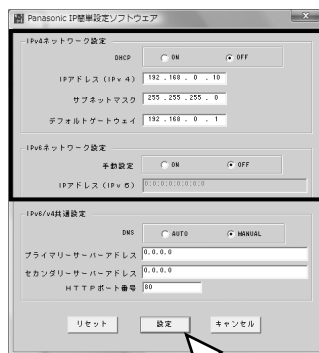 Panasonic IP簡単設定ソフトウェア
IPv4ネットワーク設定
DHCP ON OFF
IPアドレス(IPv4) 192 .168 . 0 . 10
サブネットマスク 255 .255 .255 . 0
デフォルトゲートウェイ 192 .168 . 0 . 1
IPv6ネットワーク設定
手動設定 ON OFF
IPアドレス(IPv6) 0:0:0:0:0:0:0:0
IPv6/v4共通設定
DNS AUTO MANUAL
プライマリーサーバーアドレス 0.0.0.0
セカンダリーサーバーアドレス 0.0.0.0
HTTPポート番号 80
リセット 設定 キャンセル